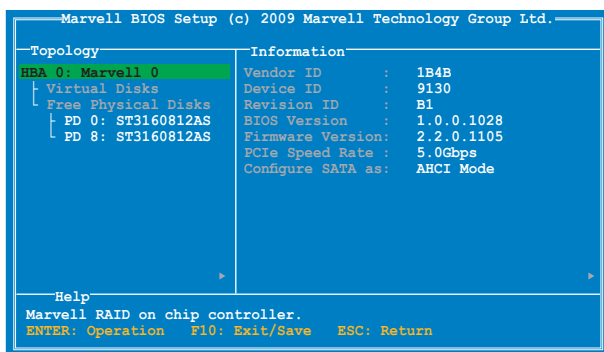 Marvell BIOS Setup (c) 2009 Marvell Technology Group Ltd.
Topology
HBA 0: Marvell 0
Virtual Disks
Free Physical Disks
PD 0: ST3160812AS
PD 8: ST3160812AS
Information
Vendor ID : 1B4B
Device ID : 9130
Revision ID : B1
BIOS Version : 1.0.0.1028
Firmware Version: 2.2.0.1105
PCIe Speed Rate : 5.0Gbps
Configure SATA as: AHCI Mode
Help
Marvell RAID on chip controller.
ENTER: Operation F10: Exit/Save ESC: Return